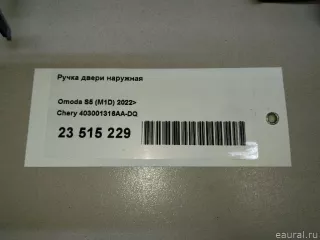 Ручка двери наружная
Omoda S5 (M1D) 2022>
Chery 403001318AA-DQ
23 515 229
eaural.ru